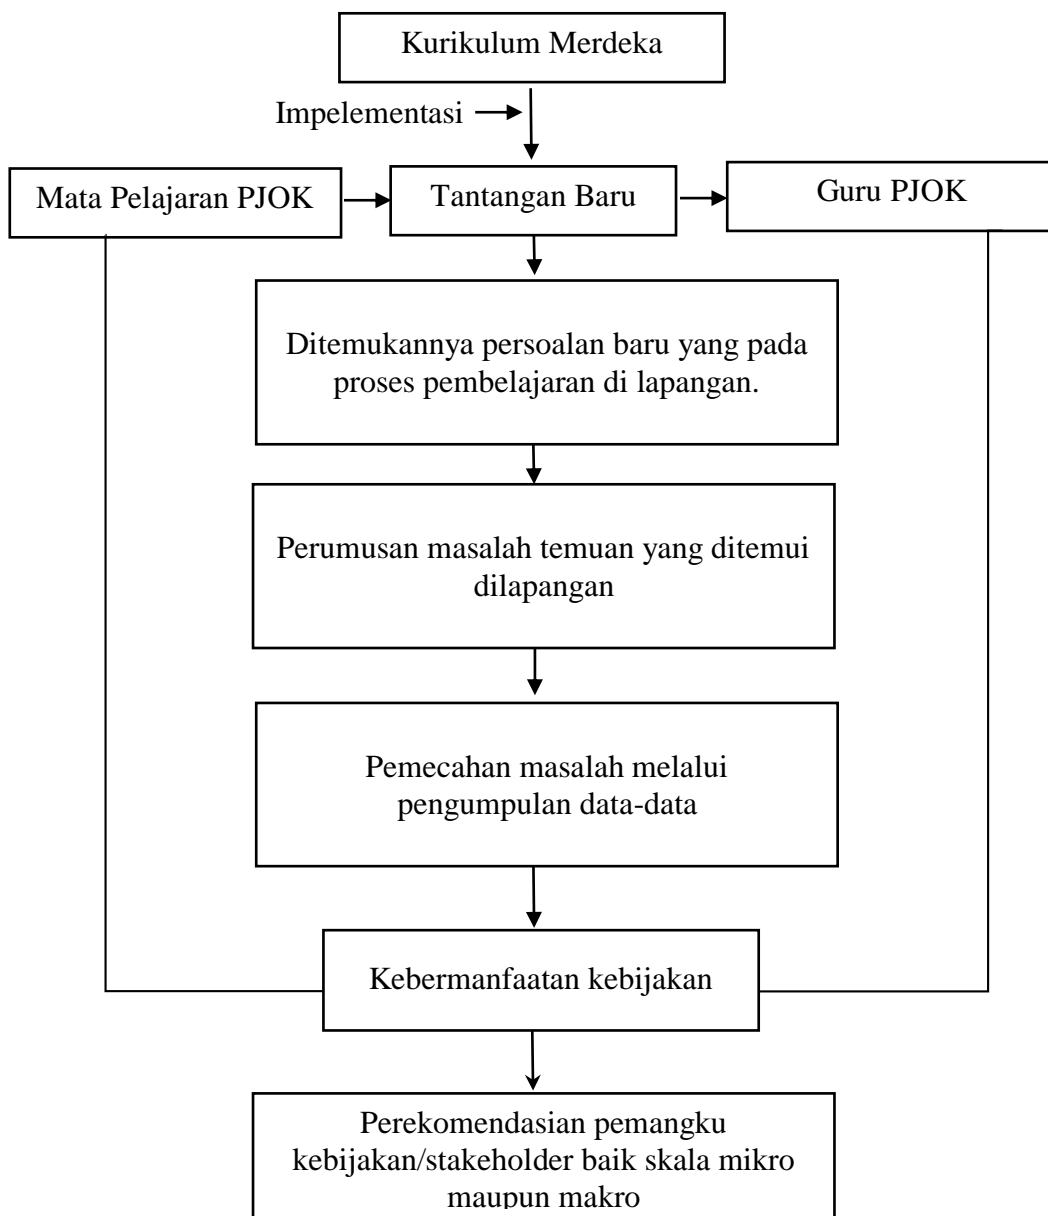 Kurikulum Merdeka
Impelementasi
Mata Pelajaran PJOK
Tantangan Baru
Guru PJOK
Ditemukannya persoalan baru yang pada
proses pembelajaran di lapangan.
Perumusan masalah temuan yang ditemui
dilapangan
Pemecahan masalah melalui
pengumpulan data-data
Kebermanfaatan kebijakan
Perekomendasian pemangku
kebijakan/stakeholder baik skala mikro
maupun makro